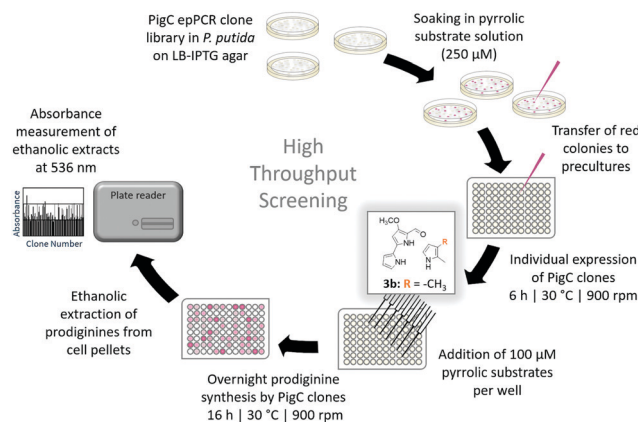 PigC epPCR clone
library in P. putida
on LB-IPTG agar
Soaking in pyrrolic
substrate solution
(250 µM)
Transfer of red
colonies to
precultures
Individual expression
of PigC clones
6 h | 30 °C | 900 rpm
H₃CO
O
NH
NH
R
N
H
3b: R = -CH₃
Addition of 100 µM
pyrrolic substrates
per well
Overnight prodiginine
synthesis by PigC clones
16 h | 30 °C | 900 rpm
Ethanolic
extraction of
prodiginines from
cell pellets
Absorbance
measurement of
ethanolic extracts
at 536 nm
Plate reader
Absorbance
Clone Number
High
Throughput
Screening